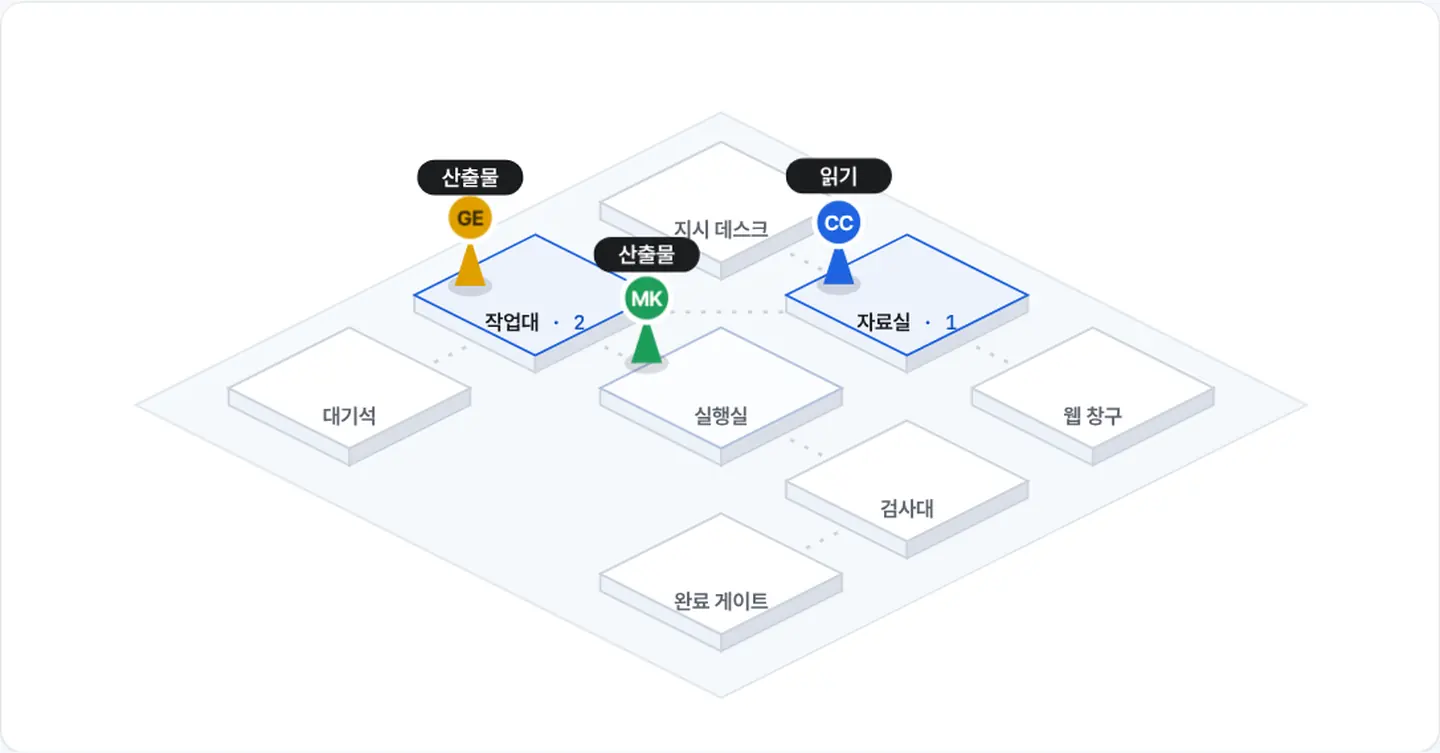 산출물
읽기
GE
CC
지시 데스크
산출물
MK
작업대 · 2
자료실 · 1
대기석
실행실
웹 창구
검사대
완료 게이트